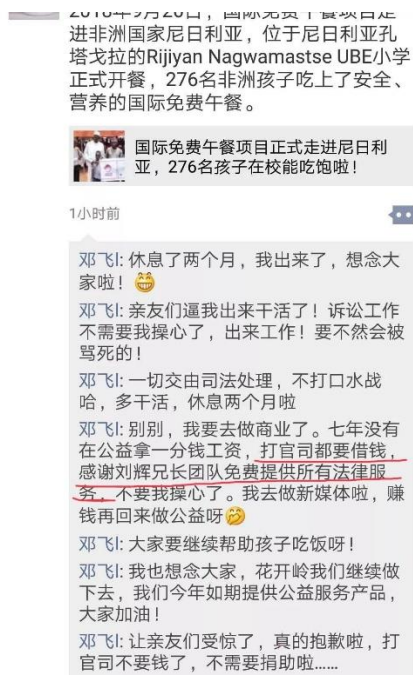 2018年9月26日，国际免费午餐项目走
进非洲国家尼日利亚，位于尼日利亚孔
塔戈拉的Rijiyan Nagwamastse UBE小学
正式开餐，276名非洲孩子吃上了安全、
营养的国际免费午餐。
国际免费午餐项目正式走进尼日利
亚，276名孩子在校能吃饱啦！
1小时前
邓飞l: 休息了两个月，我出来了，想念大
家啦！
邓飞l: 亲友们逼我出来干活了！诉讼工作
不需要我操心了，出来工作！要不然会被
骂死的！
邓飞l: 一切交由司法处理，不打口水战
哈，多干活，休息两个月啦
邓飞l: 别别，我要去做商业了。七年没有
在公益拿一分钱工资，打官司都要借钱，
感谢刘辉兄长团队免费提供所有法律服
务，不要我操心了。我去做新媒体啦，赚
钱再回来做公益呀
邓飞l: 大家要继续帮助孩子吃饭呀！
邓飞l: 我也想念大家，花开岭我们继续做
下去，我们今年如期提供公益服务产品，
大家加油！
邓飞l: 让亲友们受惊了，真的抱歉啦，打
官司不要钱了，不需要捐助啦……